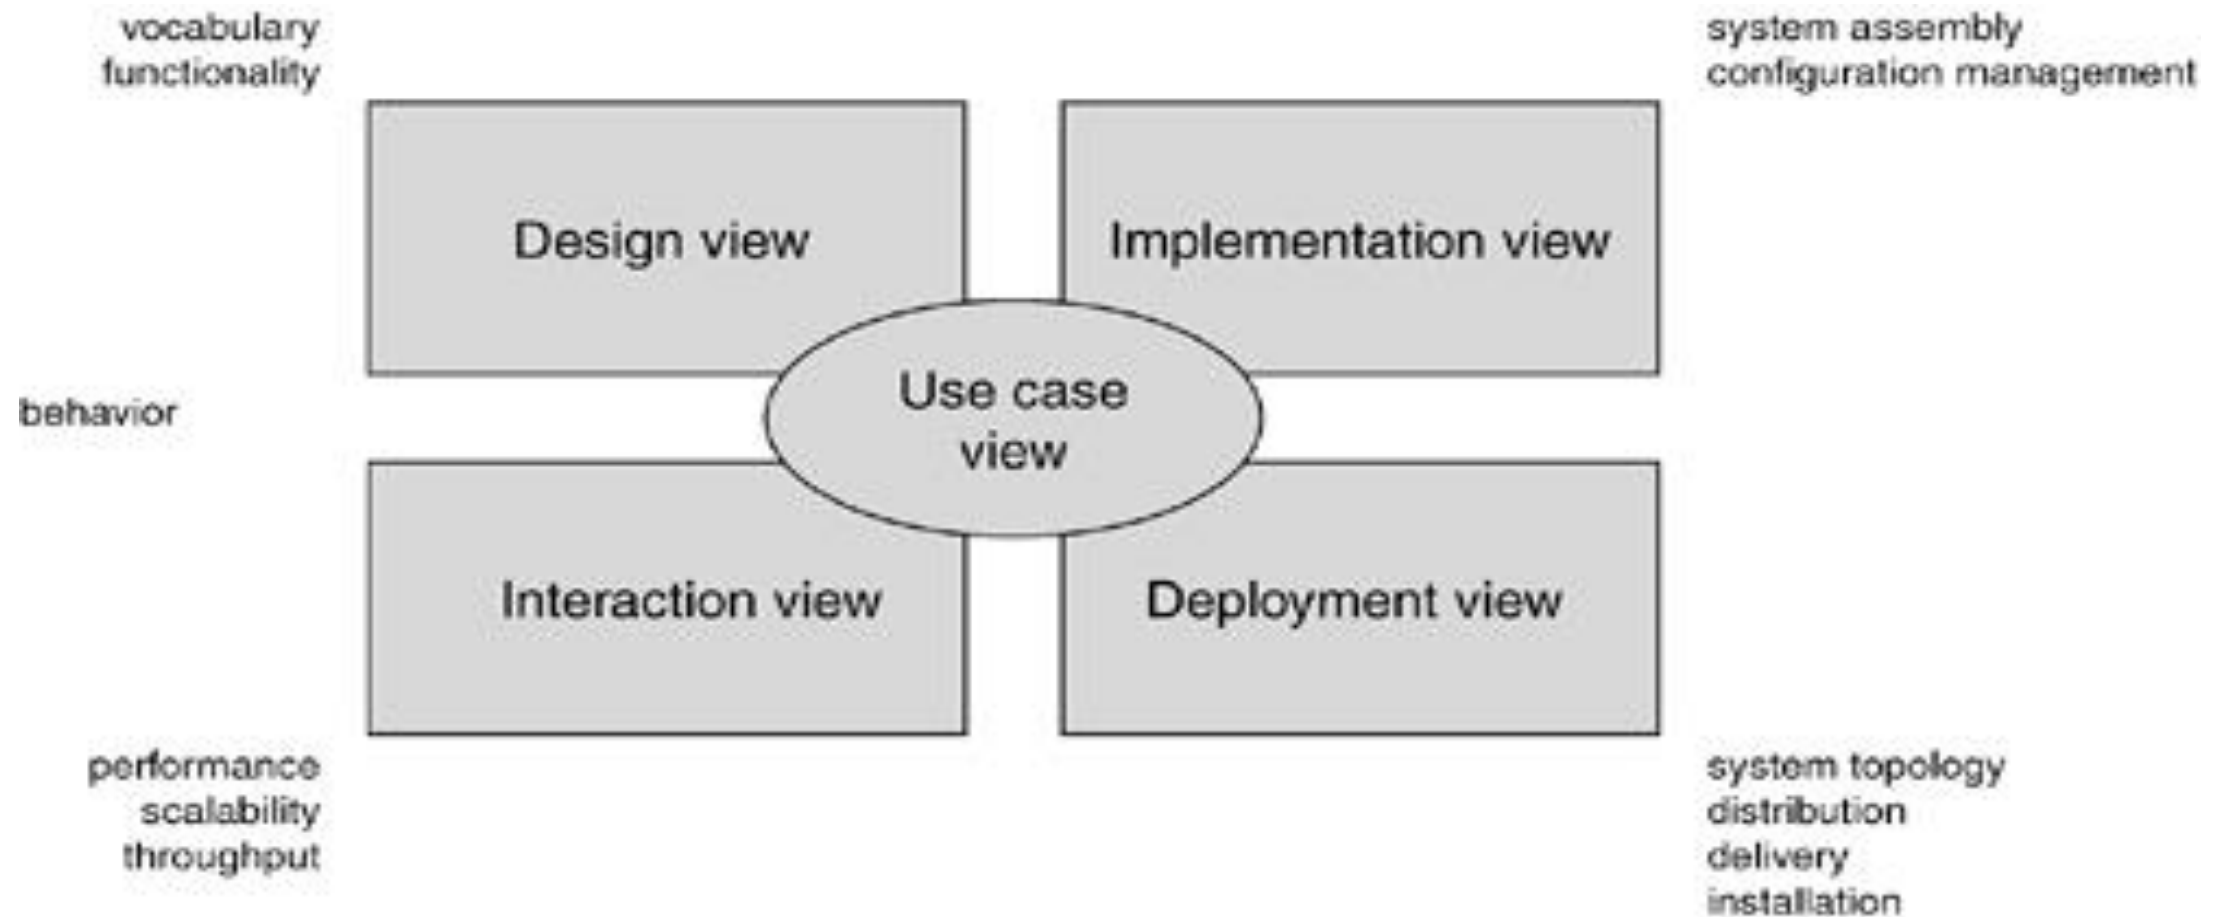 vocabulary
functionality
system assembly
configuration management
Design view
Implementation view
behavior
Use case
view
Interaction view
Deployment view
performance
scalability
throughput
system topology
distribution
delivery
installation